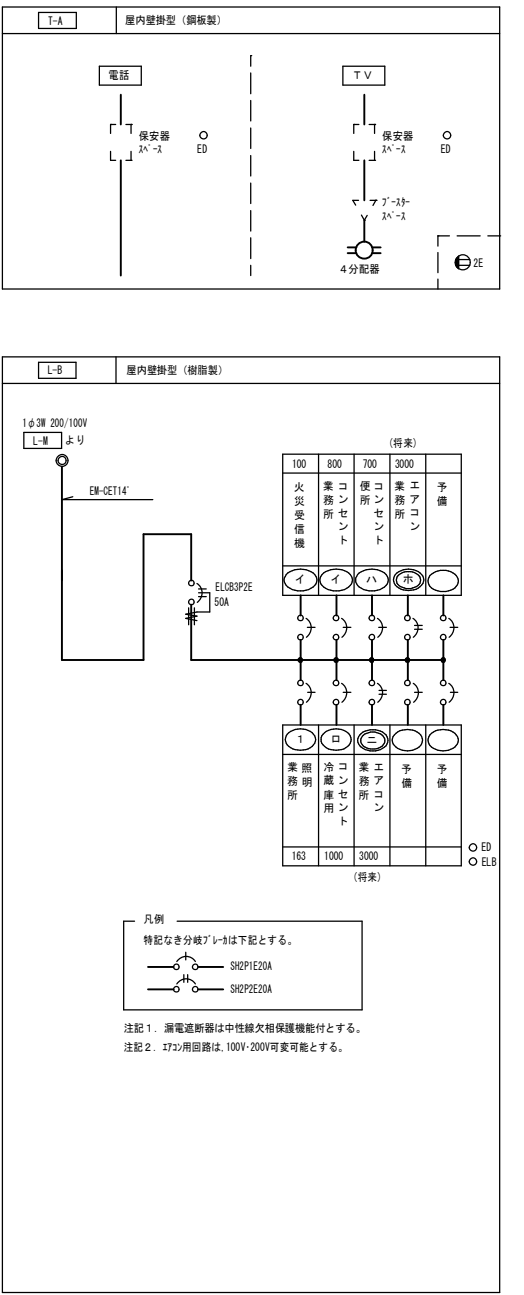 T-A 屋内壁掛型（鋼板製）
電話
保安器
ｽﾍﾟｰｽ
ED
ＴＶ
保安器
ｽﾍﾟｰｽ
ED
ﾌﾞｰｽﾀｰ
ｽﾍﾟｰｽ
４分配器
2E
L-B 屋内壁掛型（樹脂製）
1φ3W 200/100V
L-M より
EM-CET14゜
ELCB3P2E
50A
(将来)
100 800 700 3000
火災受信機
業務所
コンセント
便所
コンセント
業務所
エアコン
予備
イ イ ハ ホ
1 ロ ニ
業務所
照明
冷蔵庫用
コンセント
業務所
エアコン
予備
予備
163 1000 3000
(将来)
ED
ELB
凡例
特記なき分岐ﾌﾞﾚｰｶは下記とする。
SH2P1E20A
SH2P2E20A
注記１．漏電遮断器は中性線欠相保護機能付とする。
注記２．ｴｱｺﾝ用回路は､100V･200V可変可能とする。